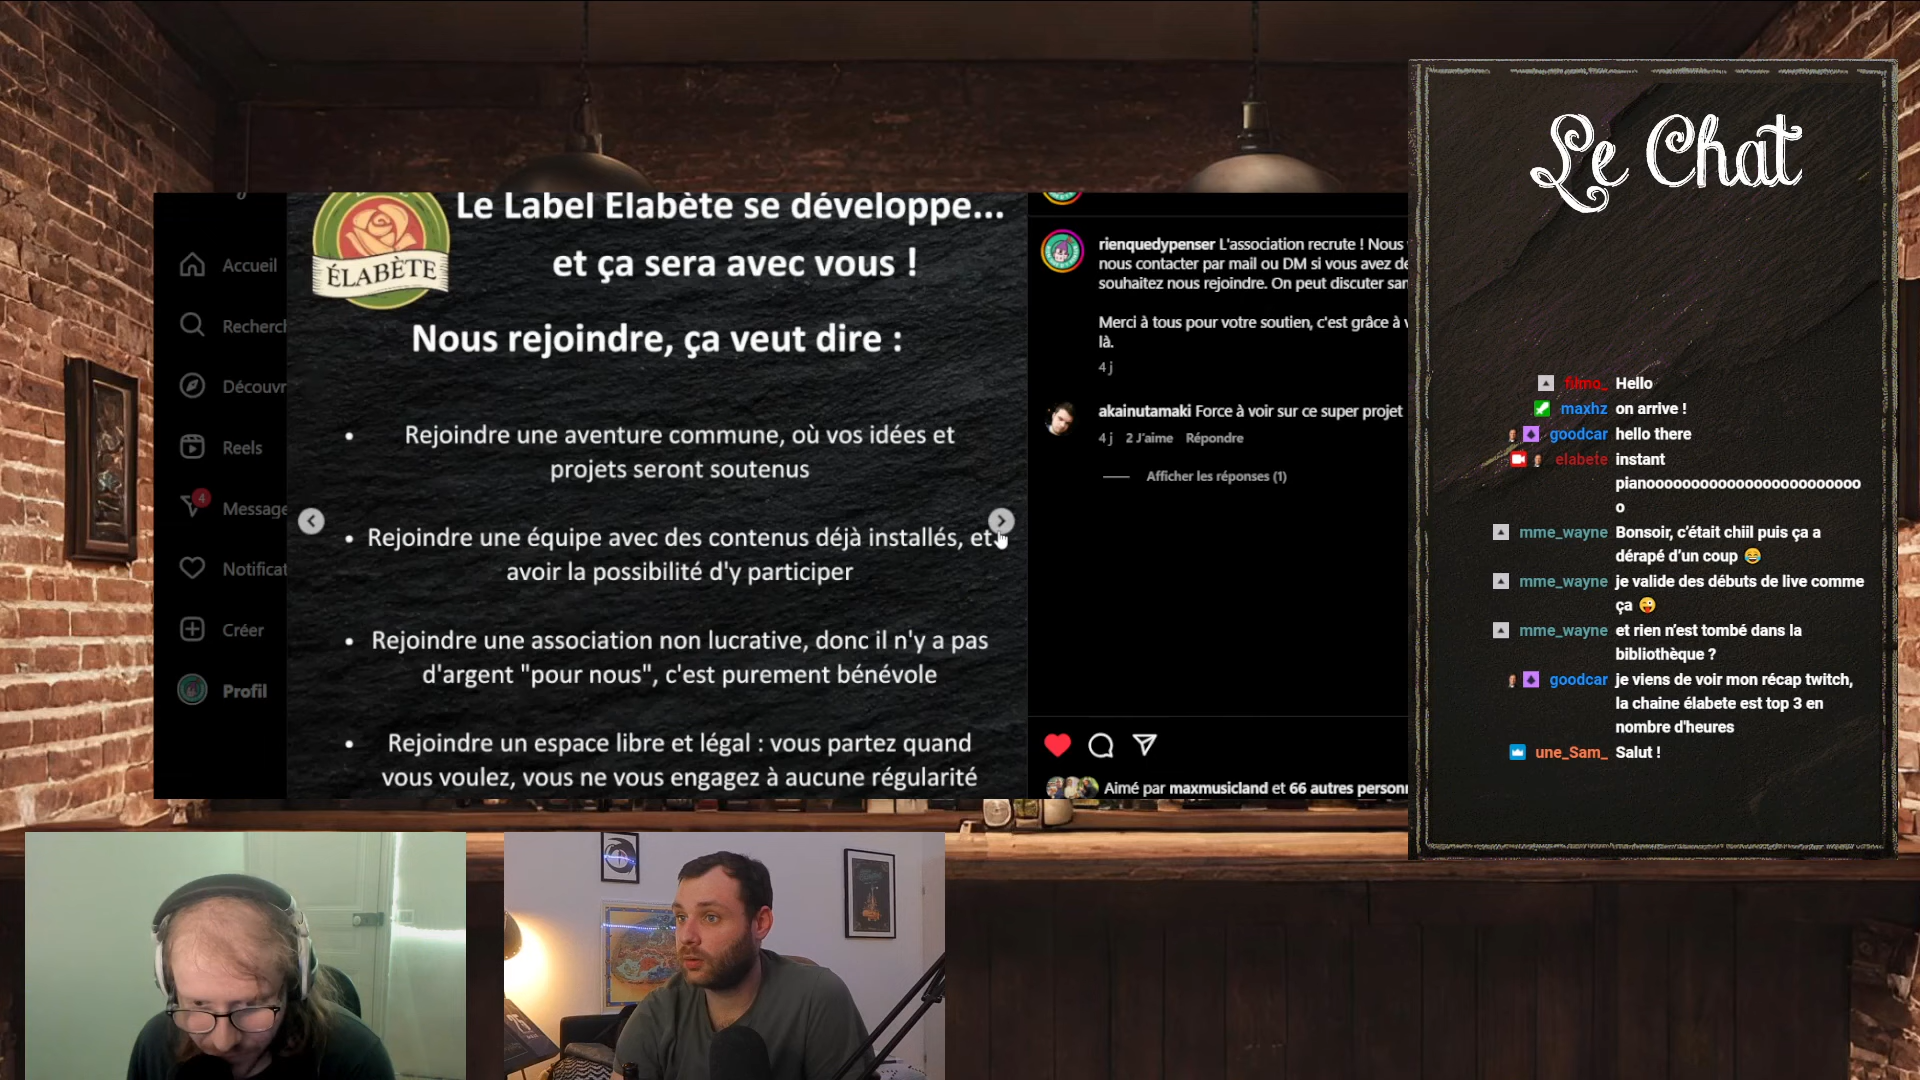 Le Chat
Accueil
Recherc
Découvr
Reels
Message
4
Notificat
Créer
Profil
ÉLABÈTE
Le Label Elabète se développe...
et ça sera avec vous !
Nous rejoindre, ça veut dire :
• Rejoindre une aventure commune, où vos idées et
projets seront soutenus
• Rejoindre une équipe avec des contenus déjà installés, et
avoir la possibilité d'y participer
• Rejoindre une association non lucrative, donc il n'y a pas
d'argent "pour nous", c'est purement bénévole
• Rejoindre un espace libre et légal : vous partez quand
vous voulez, vous ne vous engagez à aucune régularité
rienquedypenser L'association recrute ! Nous
nous contacter par mail ou DM si vous avez de
souhaitez nous rejoindre. On peut discuter san
Merci à tous pour votre soutien, c'est grâce à v
là.
4 j
akainutamaki Force à voir sur ce super projet
4 j 2 J'aime Répondre
Afficher les réponses (1)
Aimé par maxmusicland et 66 autres personn
filmo_ Hello
maxhz on arrive !
goodcar hello there
elabete instant
pianooooooooooooooooooooooooo
o
mme_wayne Bonsoir, c’était chiil puis ça a
dérapé d’un coup 😂
mme_wayne je valide des débuts de live comme
ça 😜
mme_wayne et rien n’est tombé dans la
bibliothèque ?
goodcar je viens de voir mon récap twitch,
la chaine élabete est top 3 en
nombre d'heures
une_Sam_ Salut !